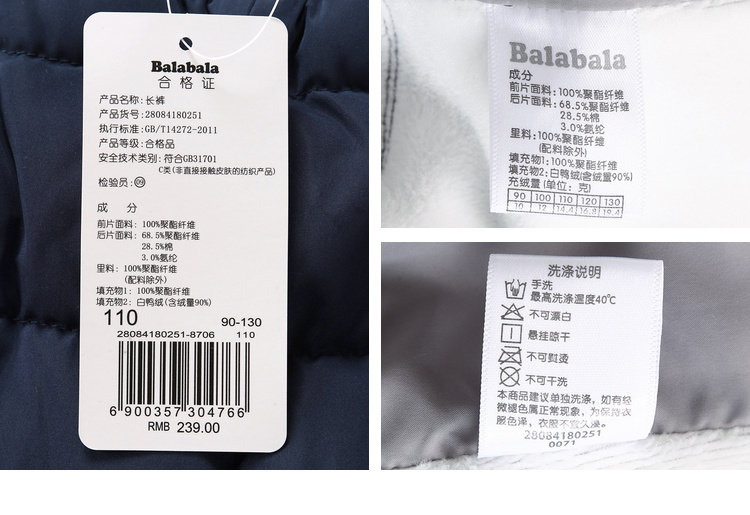 Balabala
合格证
产品名称:长裤
产品货号:28084180251
执行标准:GB/T14272-2011
产品等级:合格品
安全技术类别:符合GB31701
C类(非直接接触皮肤的纺织产品)
检验员:09
成 分
前片面料:100%聚酯纤维
后片面料:68.5%聚酯纤维
28.5%棉
3.0%氨纶
里料:100%聚酯纤维
(配料除外)
填充物1:100%聚酯纤维
填充物2:白鸭绒(含绒量90%)
110 90-130
28084180251-8706 110
6 900357 304766
RMB 239.00
Balabala
成分
前片面料:100%聚酯纤维
后片面料:68.5%聚酯纤维
28.5%棉
3.0%氨纶
里料:100%聚酯纤维
(配料除外)
填充物1:100%聚酯纤维
填充物2:白鸭绒(含绒量90%)
充绒量(单位:克)
90 100 110 120 130
10 12 14.4 16.8 19.4
洗涤说明
手洗
最高洗涤温度40℃
不可漂白
悬挂晾干
不可熨烫
不可干洗
本商品建议单独洗涤,如有轻
微褪色属正常现象,为保持衣
服色泽,衣服不宜久浸。
28084180251
0071